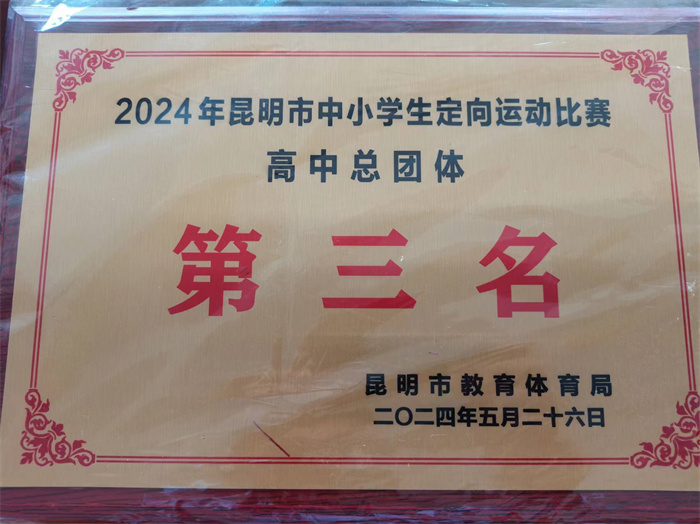 2024年昆明市中小学生定向运动比赛
高中总团体
第三名
昆明市教育体育局
二〇二四年五月二十六日